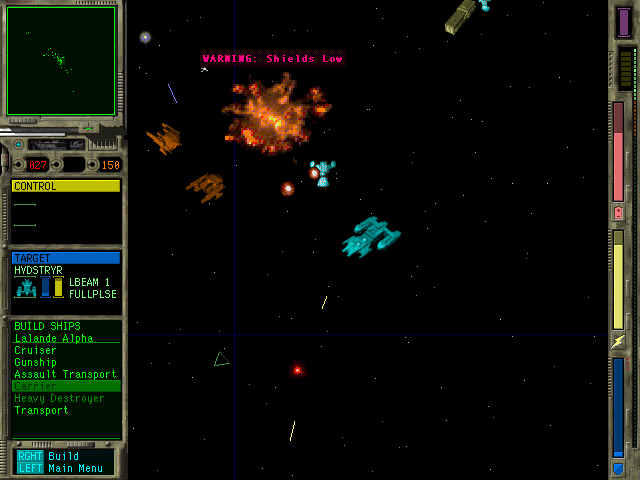 WARNING: Shields Low
027 150
CONTROL
TARGET
HVDSTRYR
LBEAM 1
FULLPLSE
BUILD SHIPS
Lalande Alpha
Cruiser
Gunship
Assault Transport
Carrier
Heavy Destroyer
Transport
RGHT Build
LEFT Main Menu